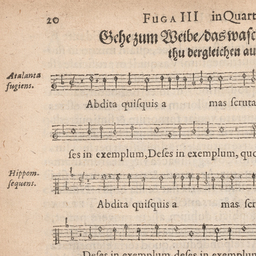 20 FUGA III in Quart
Gehe zum Weibe/das wasc
thu dergleichen au
Atalanta
fugiens.
Abdita quisquis a mas scruta
ses in exemplum, Deses in exemplum, quo
Hippom-
sequens.
Abdita quisquis a mas scr
Deses in exemplum deses in exemplum